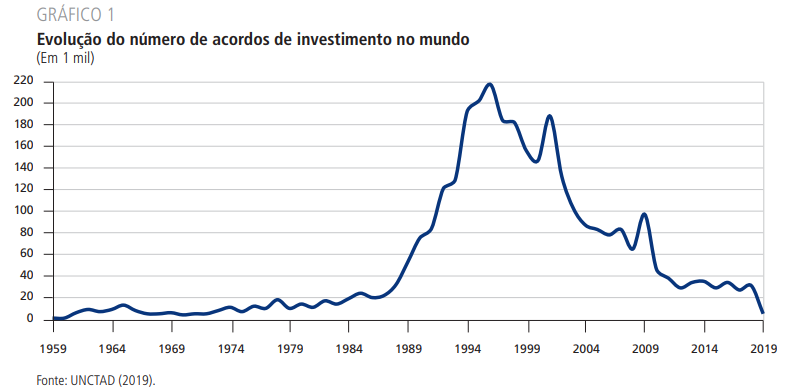 GRÁFICO 1
Evolução do número de acordos de investimento no mundo
(Em 1 mil)
220
200
180
160
140
120
100
80
60
40
20
0
1959 1964 1969 1974 1979 1984 1989 1994 1999 2004 2009 2014 2019
Fonte: UNCTAD (2019).